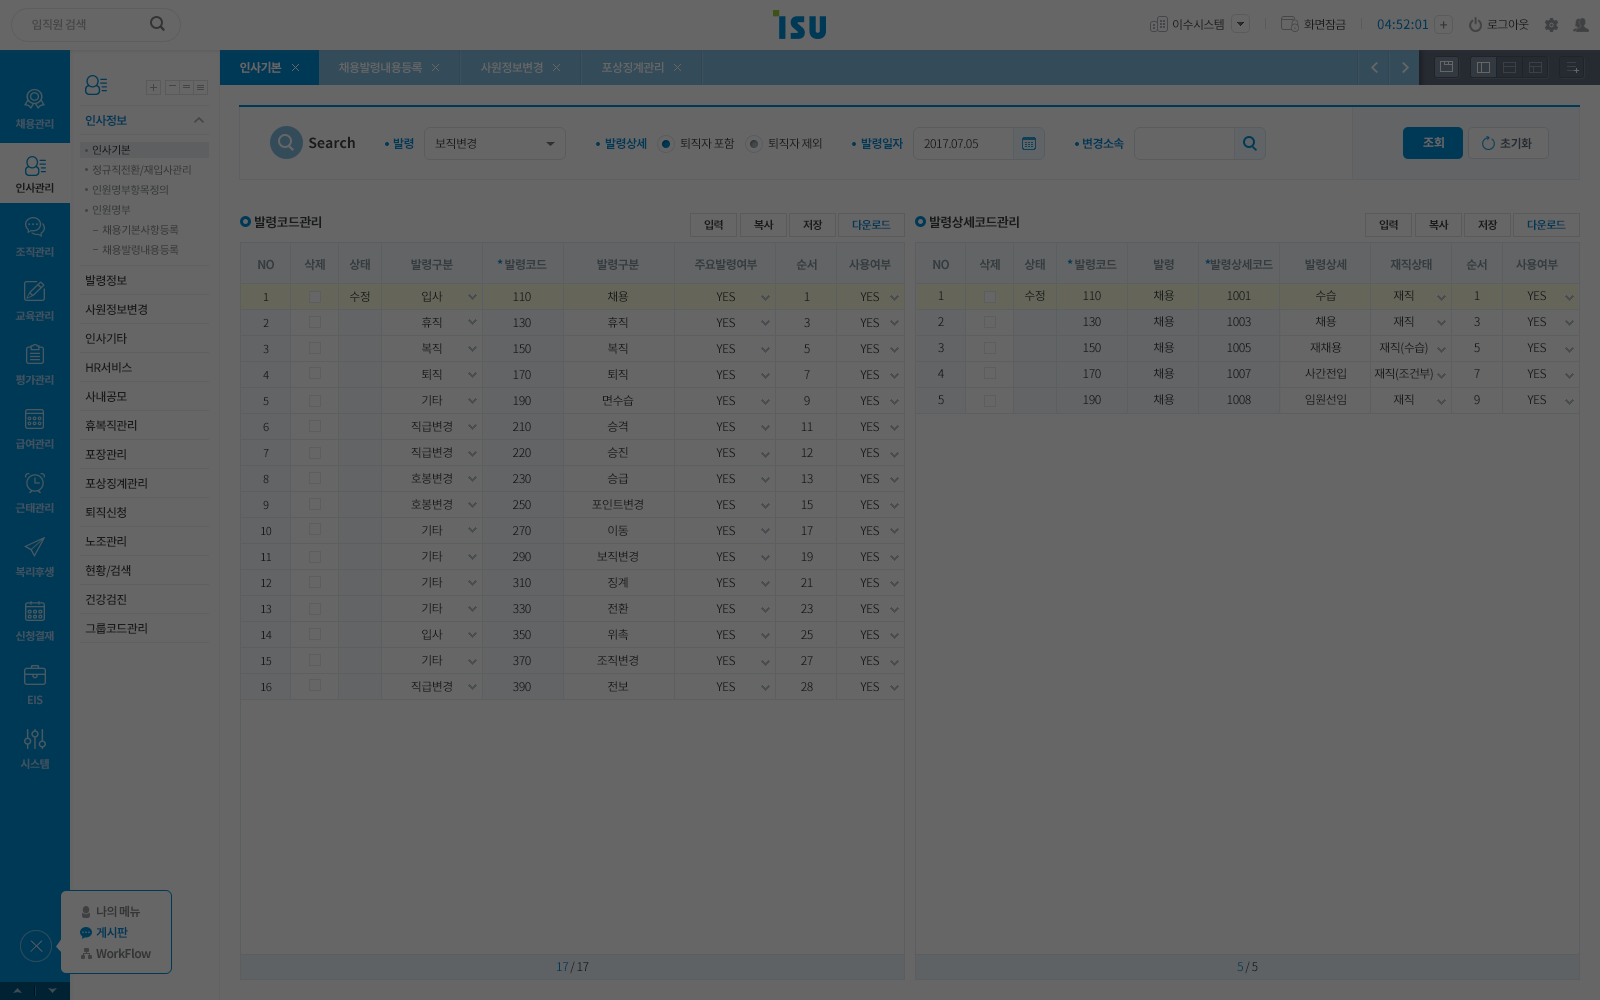 임직원 검색
ISU
이수시스템 화면잠금 04:52:01 + 로그아웃
인사기본 채용발령내용등록 사원정보변경 포상징계관리
채용관리
인사관리
조직관리
교육관리
평가관리
급여관리
근태관리
복리후생
신청결재
EIS
시스템
인사정보
인사기본
정규직전환/재입사관리
인원명부항목정의
인원명부
– 채용기본사항등록
– 채용발령내용등록
발령정보
사원정보변경
인사기타
HR서비스
사내공모
휴복직관리
포장관리
포상징계관리
퇴직신청
노조관리
현황/검색
건강검진
그룹코드관리
나의 메뉴
게시판
WorkFlow
Search 발령 보직변경 발령상세 퇴직자 포함 퇴직자 제외 발령일자 2017.07.05 변경소속 조회 초기화
발령코드관리 입력 복사 저장 다운로드
NO 삭제 상태 발령구분 *발령코드 발령구분 주요발령여부 순서 사용여부
1 수정 입사 110 채용 YES 1 YES
2 휴직 130 휴직 YES 3 YES
3 복직 150 복직 YES 5 YES
4 퇴직 170 퇴직 YES 7 YES
5 기타 190 면수습 YES 9 YES
6 직급변경 210 승격 YES 11 YES
7 직급변경 220 승진 YES 12 YES
8 호봉변경 230 승급 YES 13 YES
9 호봉변경 250 포인트변경 YES 15 YES
10 기타 270 이동 YES 17 YES
11 기타 290 보직변경 YES 19 YES
12 기타 310 징계 YES 21 YES
13 기타 330 전환 YES 23 YES
14 입사 350 위촉 YES 25 YES
15 기타 370 조직변경 YES 27 YES
16 직급변경 390 전보 YES 28 YES
17 / 17
발령상세코드관리 입력 복사 저장 다운로드
NO 삭제 상태 *발령코드 발령 *발령상세코드 발령상세 재직상태 순서 사용여부
1 수정 110 채용 1001 수습 재직 1 YES
2 130 채용 1003 채용 재직 3 YES
3 150 채용 1005 재채용 재직(수습) 5 YES
4 170 채용 1007 사간전입 재직(조건부) 7 YES
5 190 채용 1008 임원선임 재직 9 YES
5 / 5